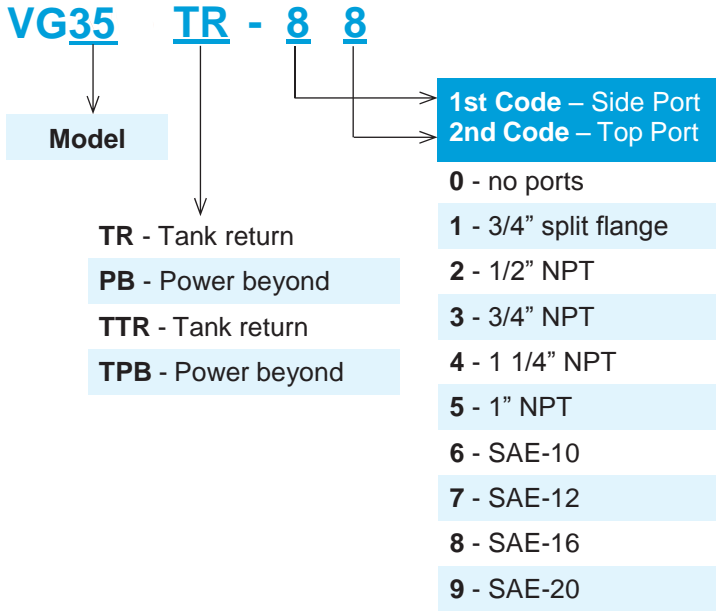 VG35 TR - 8 8
Model
1st Code – Side Port
2nd Code – Top Port
0 - no ports
1 - 3/4” split flange
2 - 1/2” NPT
3 - 3/4” NPT
4 - 1 1/4” NPT
5 - 1” NPT
6 - SAE-10
7 - SAE-12
8 - SAE-16
9 - SAE-20
TR - Tank return
PB - Power beyond
TTR - Tank return
TPB - Power beyond